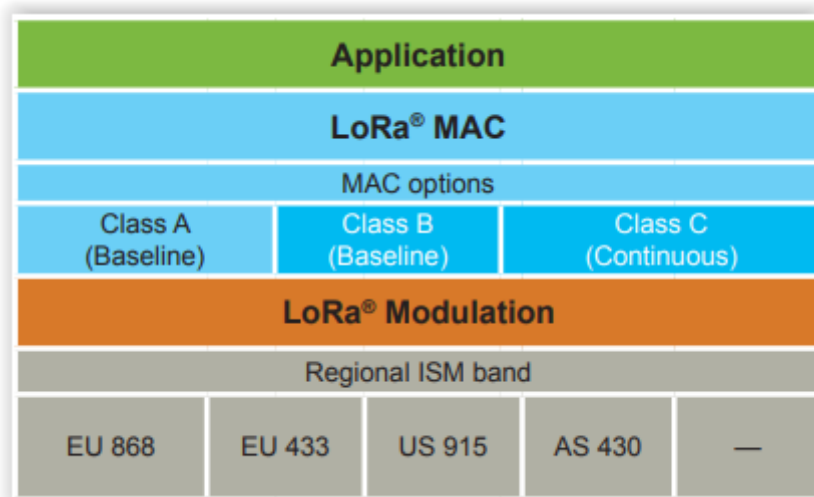 Application
LoRa® MAC
MAC options
Class A
(Baseline)
Class B
(Baseline)
Class C
(Continuous)
LoRa® Modulation
Regional ISM band
EU 868
EU 433
US 915
AS 430
—